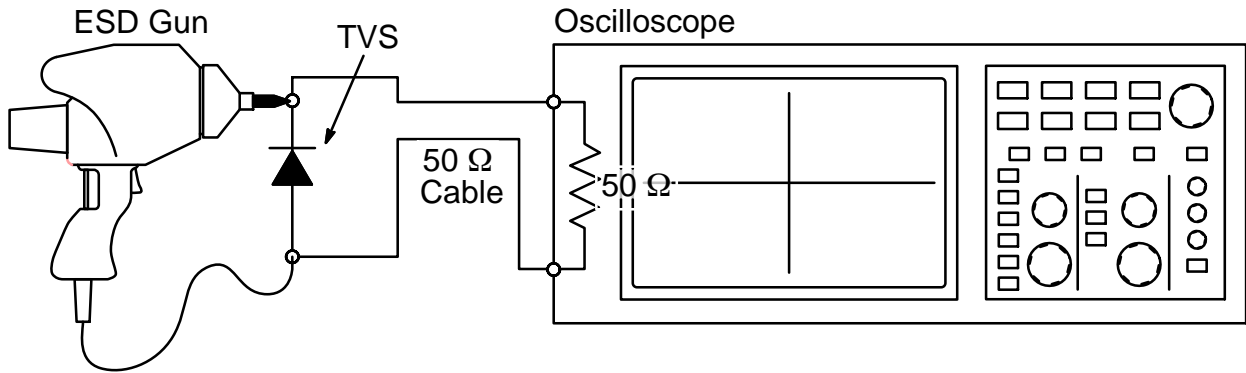 ESD Gun
TVS
Oscilloscope
50 Ω
Cable
50 Ω